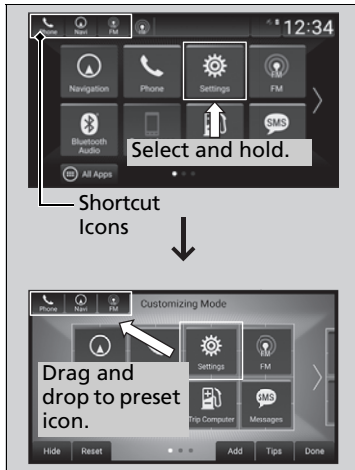 Phone Navi FM
12:34
Navigation Phone Settings FM
Bluetooth
Audio
SMS
Select and hold.
All Apps
Shortcut
Icons
Phone Navi FM Customizing Mode
Settings FM
Drag and
drop to preset
icon.
Trip Computer Messages
SMS
Hide Reset Add Tips Done